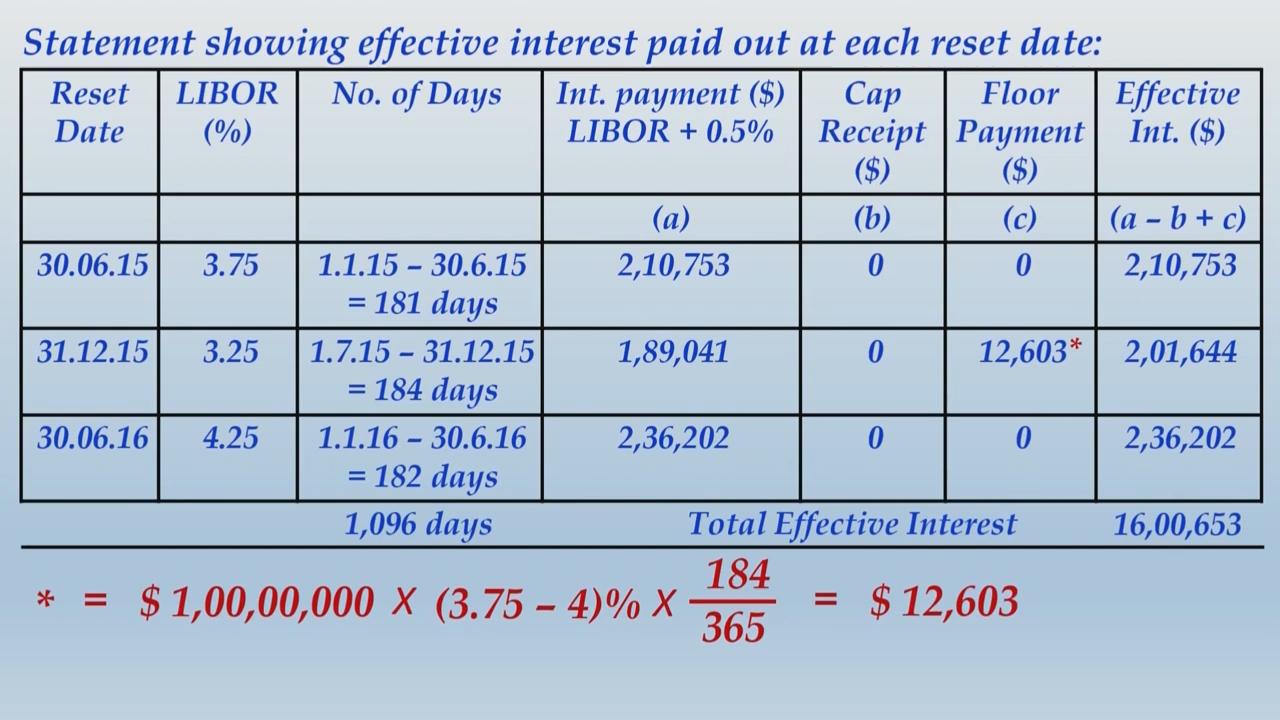 Statement showing effective interest paid out at each reset date:
Reset Date LIBOR (%) No. of Days Int. payment ($) LIBOR + 0.5% Cap Receipt ($) Floor Payment ($) Effective Int. ($)
(a) (b) (c) (a – b + c)
30.06.15 3.75 1.1.15 – 30.6.15 = 181 days 2,10,753 0 0 2,10,753
31.12.15 3.25 1.7.15 – 31.12.15 = 184 days 1,89,041 0 12,603* 2,01,644
30.06.16 4.25 1.1.16 – 30.6.16 = 182 days 2,36,202 0 0 2,36,202
1,096 days Total Effective Interest 16,00,653
* = $ 1,00,00,000 X (3.75 – 4)% X 184/365 = $ 12,603